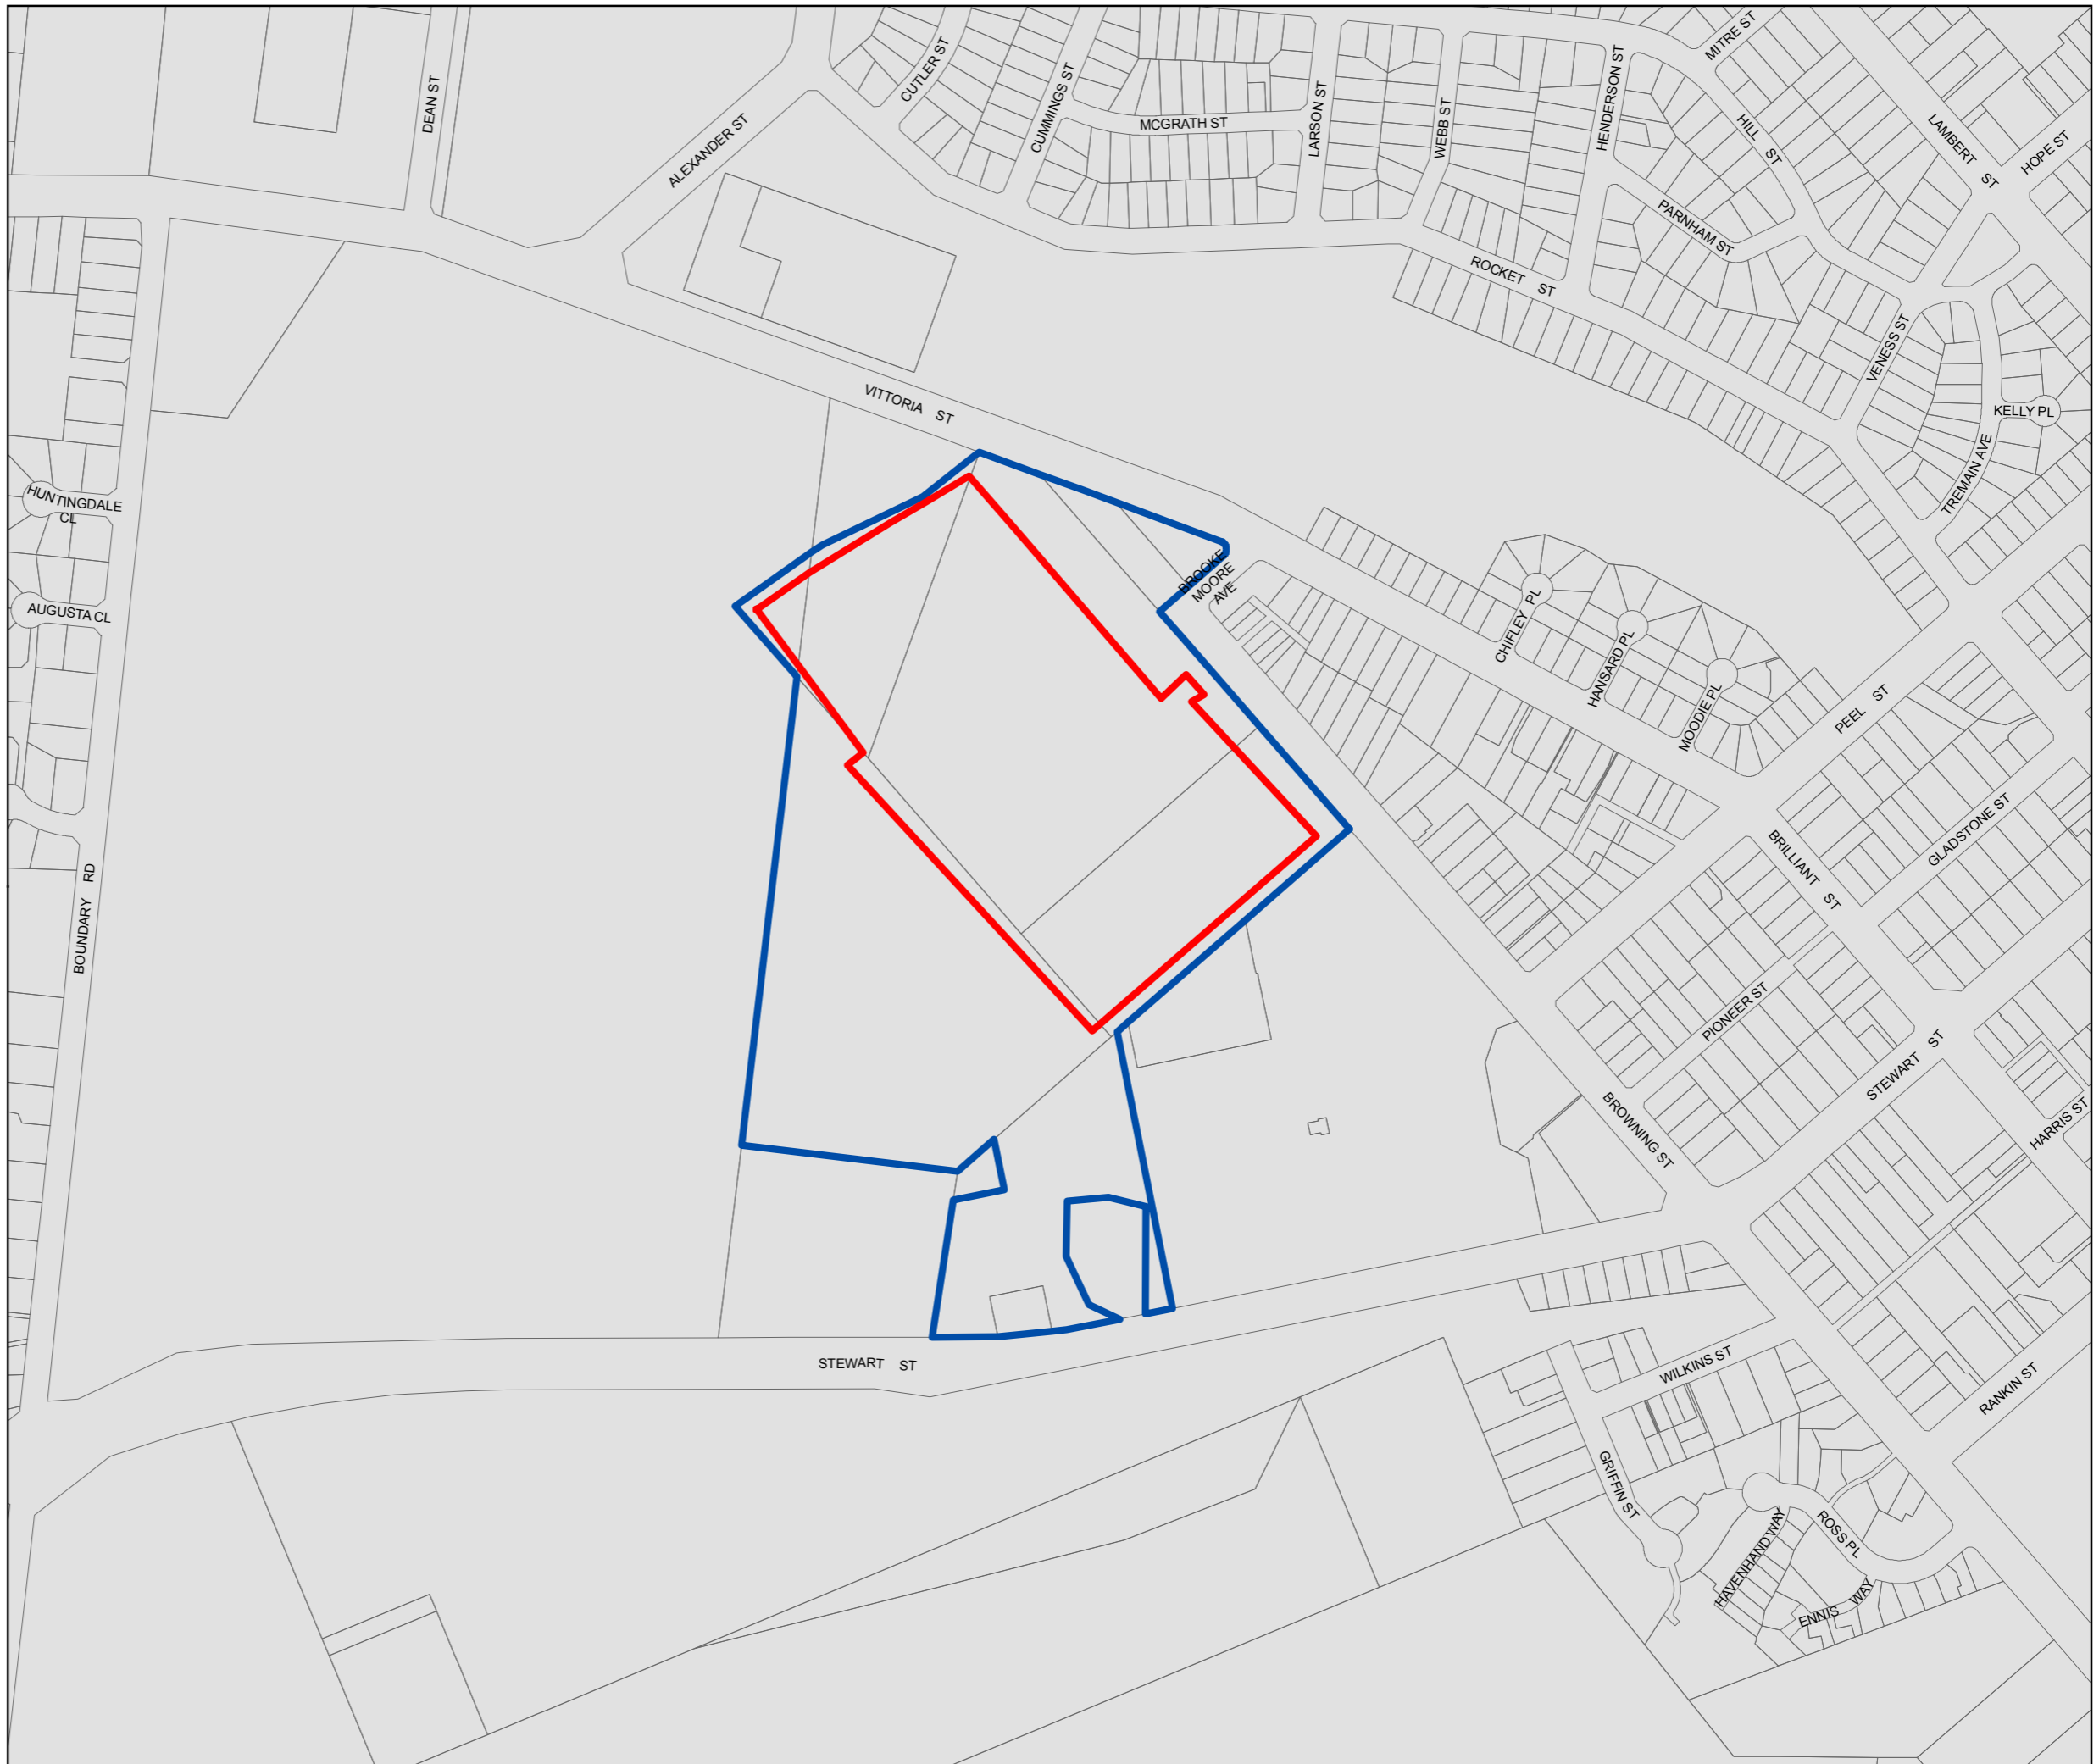 MITRE ST
CUTLER ST
HENDERSON ST
DEAN ST
CUMMINGS ST
LARSON ST
MCGRATH ST
WEBB ST
HILL ST
LAMBERT ST
HOPE ST
ALEXANDER ST
PARNHAM ST
ROCKET ST
VENESS ST
VITTORIA ST
KELLY PL
TREMAIN AVE
HUNTINGDALE
CL
BROOKE
MOORE
AVE
AUGUSTA CL
CHIFLEY PL
HANSARD PL
MOODIE PL
PEEL ST
BRILLIANT ST
GLADSTONE ST
BOUNDARY RD
PIONEER ST
STEWART ST
BROWNING ST
HARRIS ST
STEWART ST
WILKINS ST
RANKIN ST
GRIFFIN ST
HAVENHAND WAY
ROSS PL
ENNIS WAY